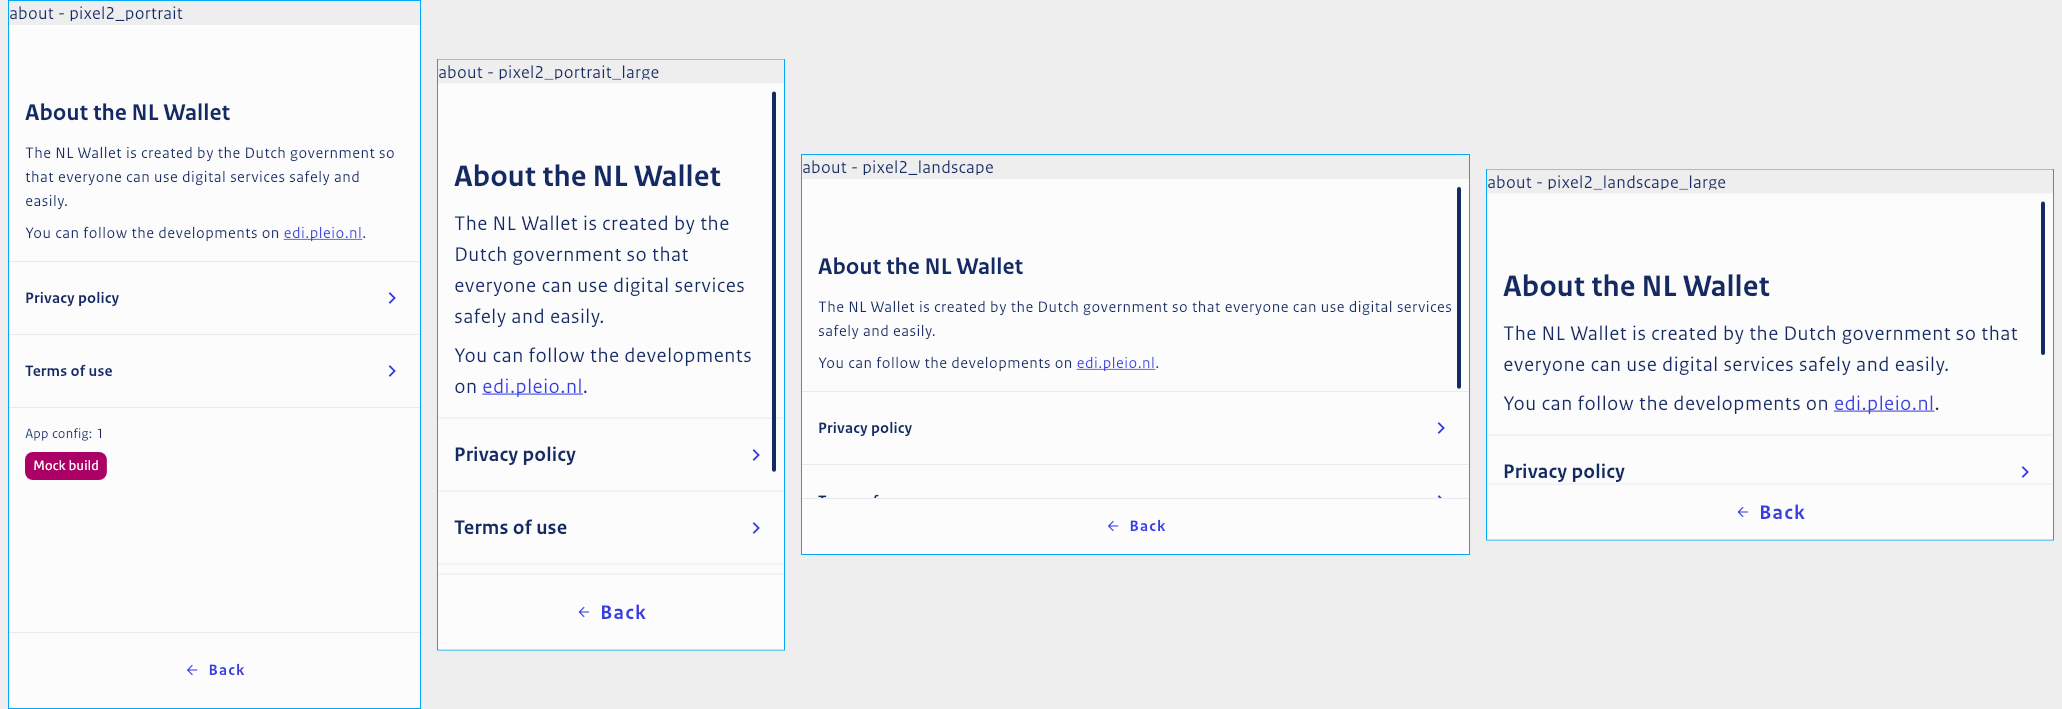 about - pixel2_portrait
About the NL Wallet
The NL Wallet is created by the Dutch government so
that everyone can use digital services safely and
easily.
You can follow the developments on edi.pleio.nl.
Privacy policy
Terms of use
App config: 1
Mock build
← Back
about - pixel2_portrait_large
About the NL Wallet
The NL Wallet is created by the
Dutch government so that
everyone can use digital services
safely and easily.
You can follow the developments
on edi.pleio.nl.
Privacy policy
Terms of use
← Back
about - pixel2_landscape
About the NL Wallet
The NL Wallet is created by the Dutch government so that everyone can use digital services
safely and easily.
You can follow the developments on edi.pleio.nl.
Privacy policy
← Back
about - pixel2_landscape_large
About the NL Wallet
The NL Wallet is created by the Dutch government so that
everyone can use digital services safely and easily.
You can follow the developments on edi.pleio.nl.
Privacy policy
← Back